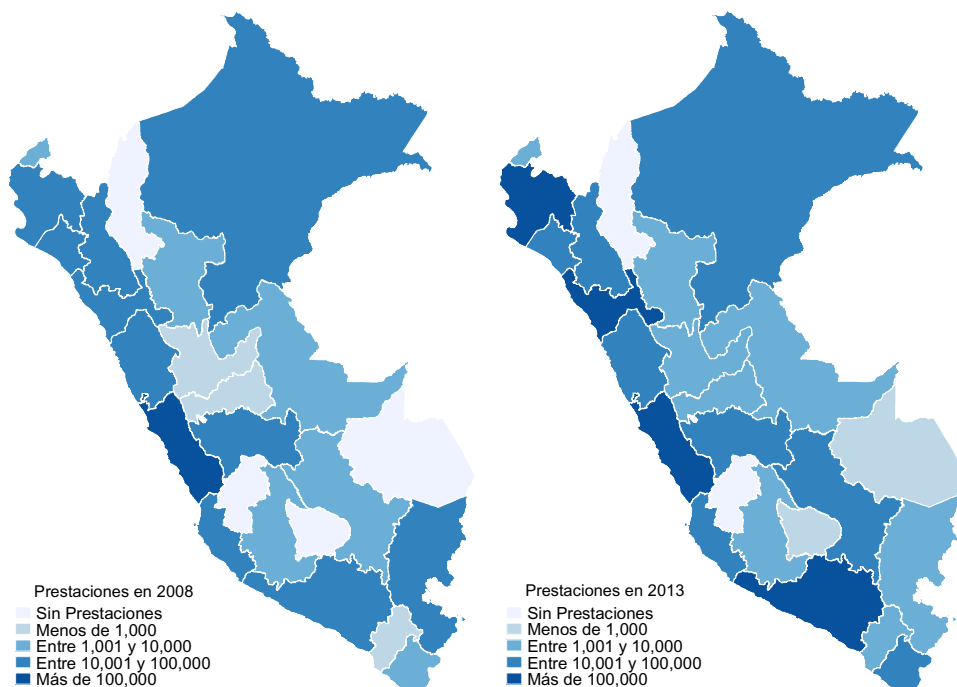 Prestaciones en 2008
Sin Prestaciones
Menos de 1,000
Entre 1,001 y 10,000
Entre 10,001 y 100,000
Más de 100,000
Prestaciones en 2013
Sin Prestaciones
Menos de 1,000
Entre 1,001 y 10,000
Entre 10,001 y 100,000
Más de 100,000